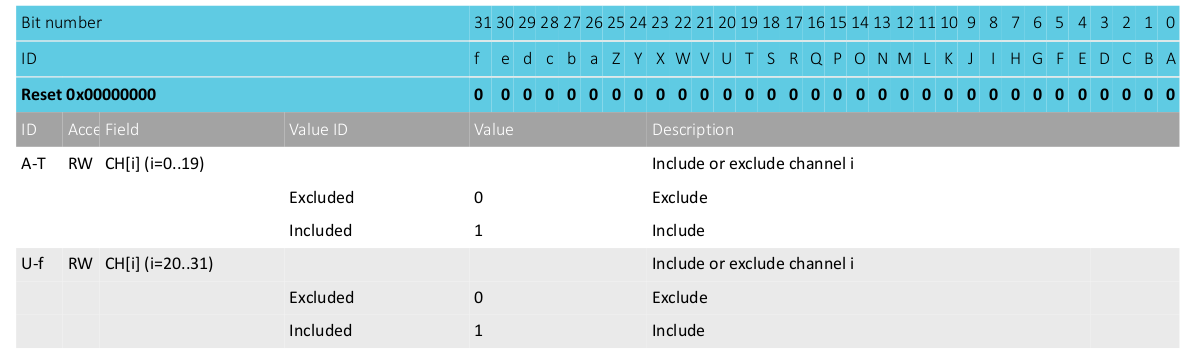 Bit number 31 30 29 28 27 26 25 24 23 22 21 20 19 18 17 16 15 14 13 12 11 10 9 8 7 6 5 4 3 2 1 0
ID f e d c b a Z Y X W V U T S R Q P O N M L K J I H G F E D C B A
Reset 0x00000000 0 0 0 0 0 0 0 0 0 0 0 0 0 0 0 0 0 0 0 0 0 0 0 0 0 0 0 0 0 0 0 0
ID Acce Field Value ID Value Description
A-T RW CH[i] (i=0..19) Include or exclude channel i
Excluded 0 Exclude
Included 1 Include
U-f RW CH[i] (i=20..31) Include or exclude channel i
Excluded 0 Exclude
Included 1 Include